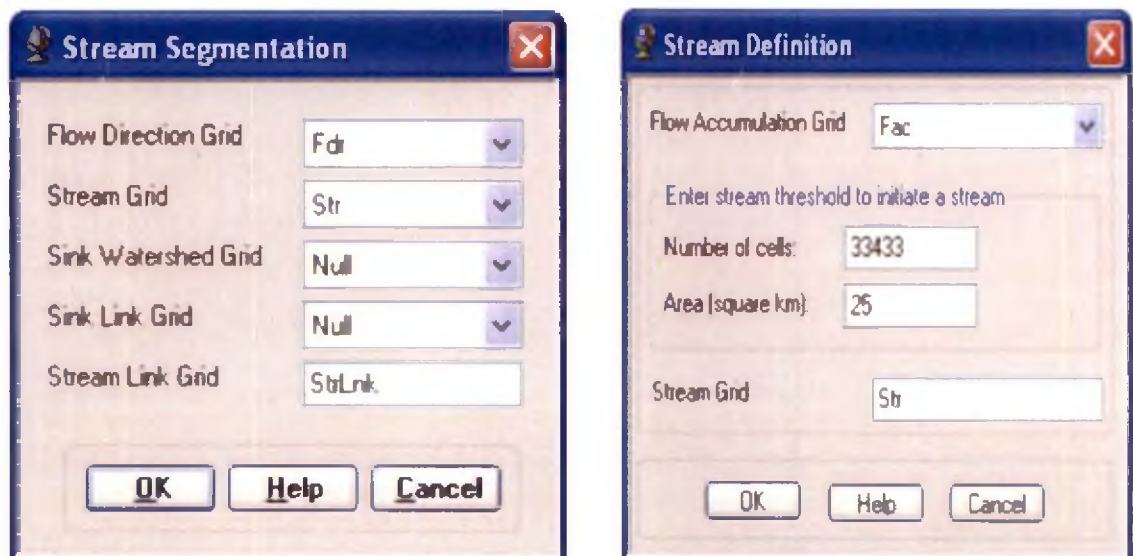 Stream Segmentation
Flow Direction Grid Fdr
Stream Grid Str
Sink Watershed Grid Null
Sink Link Grid Null
Stream Link Grid StrLnk
OK Help Cancel
Stream Definition
Flow Accumulation Grid Fac
Enter stream threshold to initiate a stream
Number of cells: 33433
Area (square km): 25
Stream Grid Str
OK Help Cancel